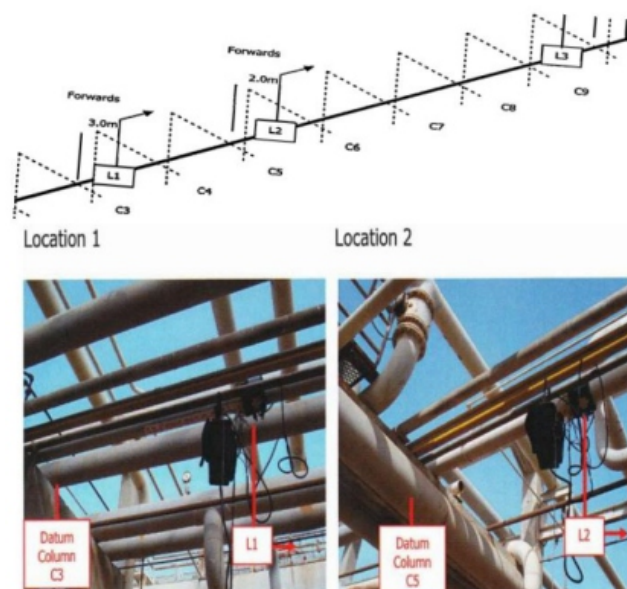 Forwards
3.0m
L1
Forwards
2.0m
L2
L3
C3
C4
C5
C6
C7
C8
C9
Location 1
Location 2
Datum
Column
C3
L1
Datum
Column
C5
L2